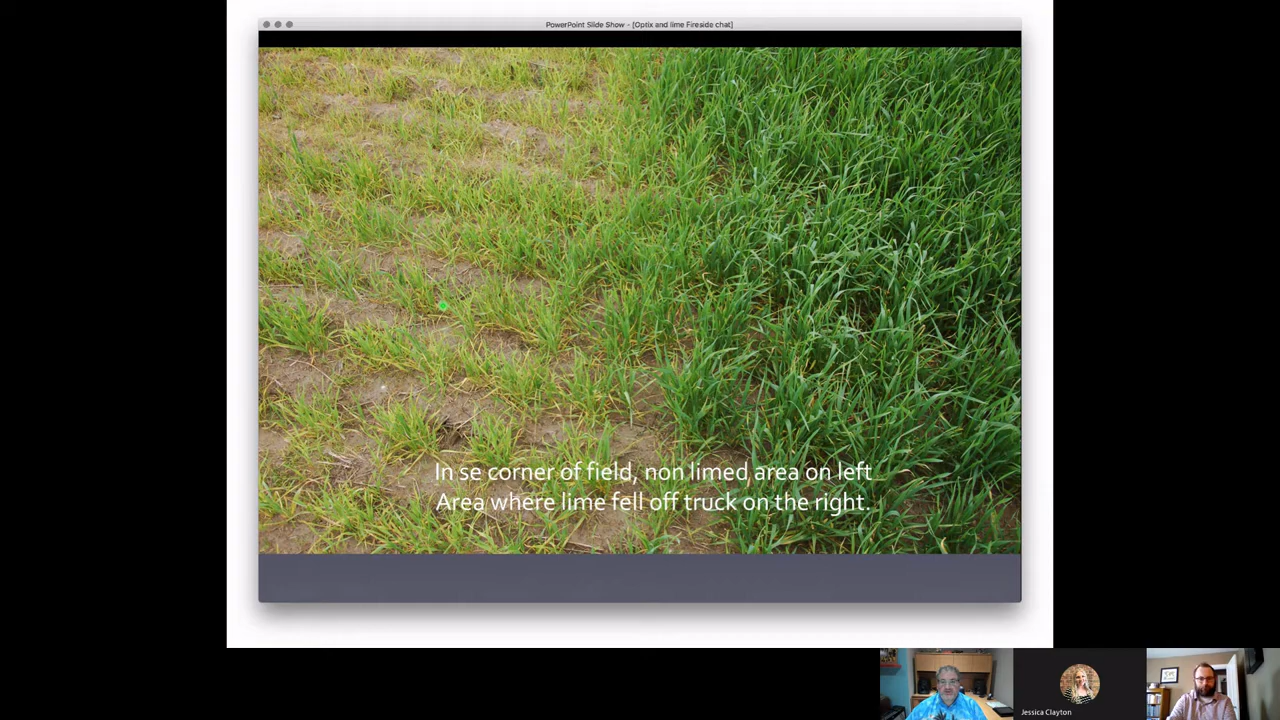 PowerPoint Slide Show - [Optix and lime Fireside chat]
In se corner of field, non limed area on left
Area where lime fell off truck on the right.
Jessica Clayton